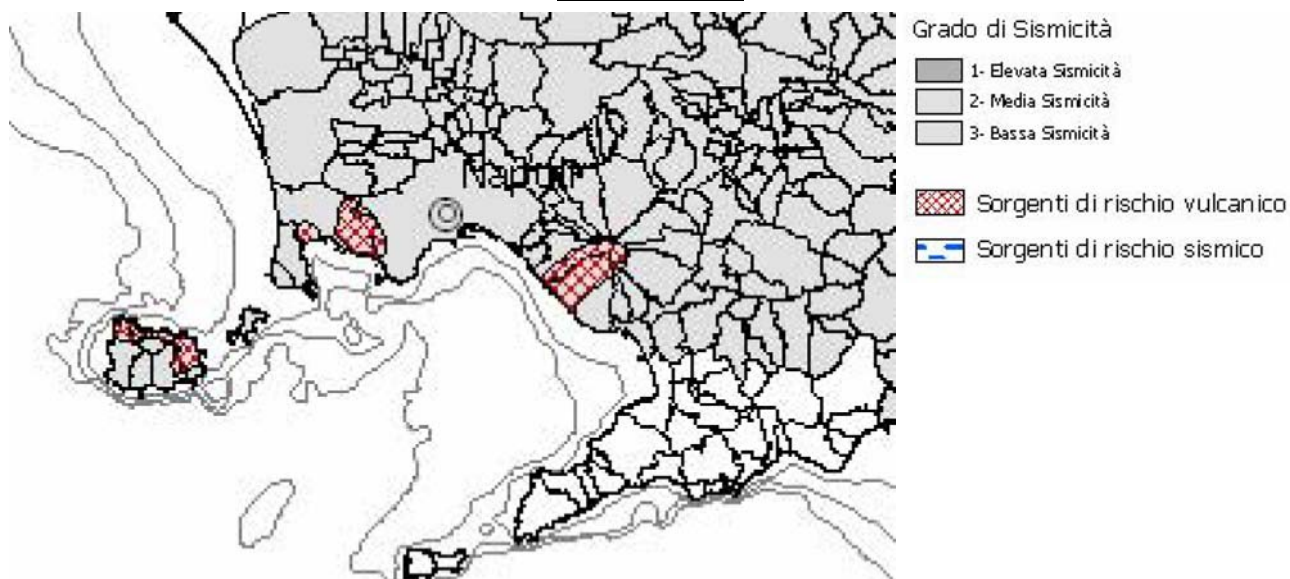 Grado di Sismicità
1- Elevata Sismicità
2- Media Sismicità
3- Bassa Sismicità
Sorgenti di rischio vulcanico
Sorgenti di rischio sismico